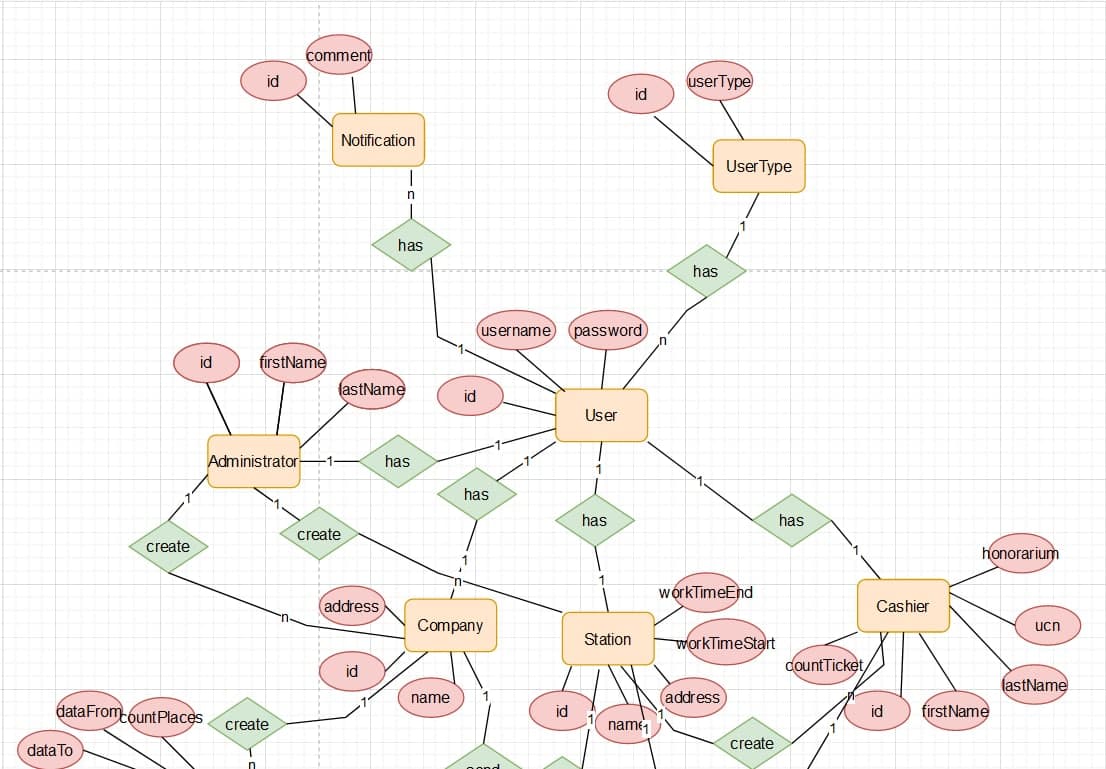 comment
id
Notification
n
has
1
id
userType
UserType
1
has
n
username
password
id
User
id
firstName
lastName
Administrator
1
has
1
1
create
n
1
create
n
1
has
1
1
has
1
1
has
1
address
id
name
Company
workTimeEnd
workTimeStart
address
id
name
Station
honorarium
ucn
lastName
firstName
id
countTicket
Cashier
1
create
n
1
1
1
1
create
n
1
dataFrom
countPlaces
dataTo
send